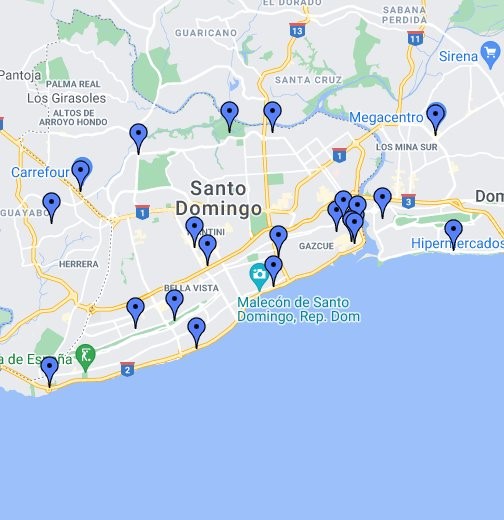 EL DORADO
SABANA
PERDIDA
GUARICANO
13
11
Sirena
Pantoja
PALMA REAL
Los Girasoles
SANTA CRUZ
ALTOS DE
ARROYO HONDO
Megacentro
LOS MINA SUR
1
Carrefour
Santo
Domingo
3
Dom
GUAYABO
1
GAZCUE
Hipermercados
HERRERA
BELLA VISTA
Malecón de Santo
Domingo, Rep. Dom
a de España
2